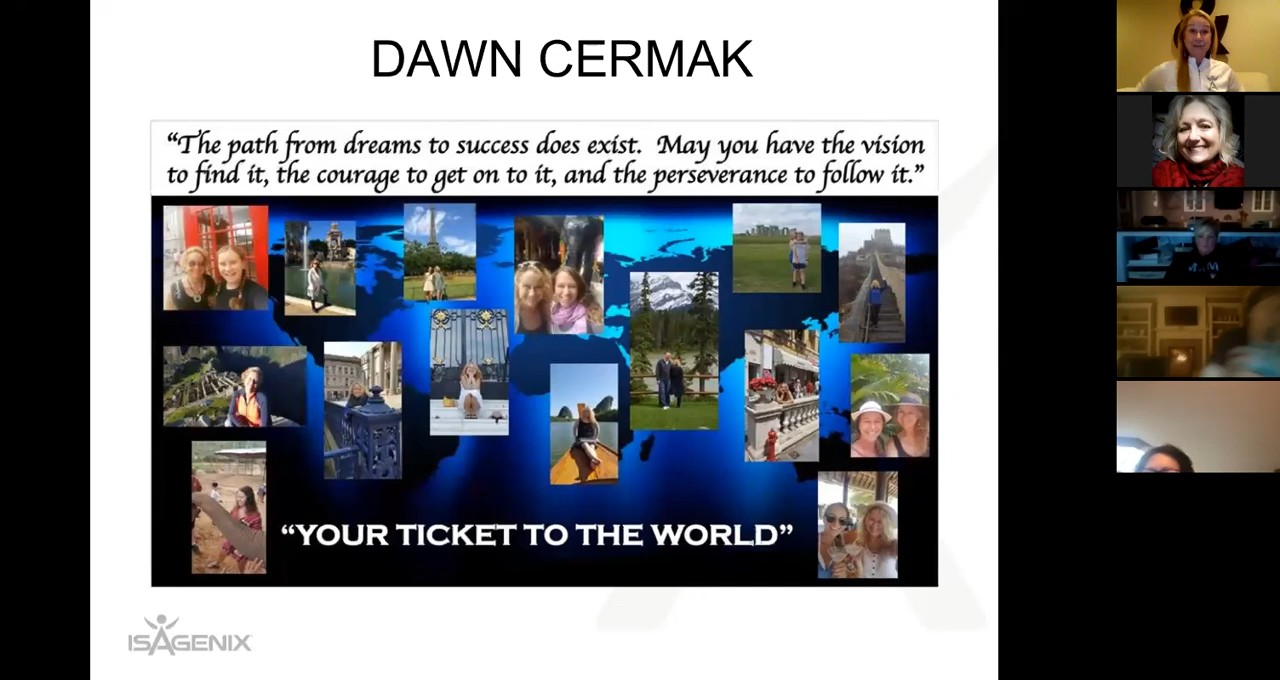 DAWN CERMAK
“The path from dreams to success does exist. May you have the vision
to find it, the courage to get on to it, and the perseverance to follow it.”
“YOUR TICKET TO THE WORLD”
ISAGENIX